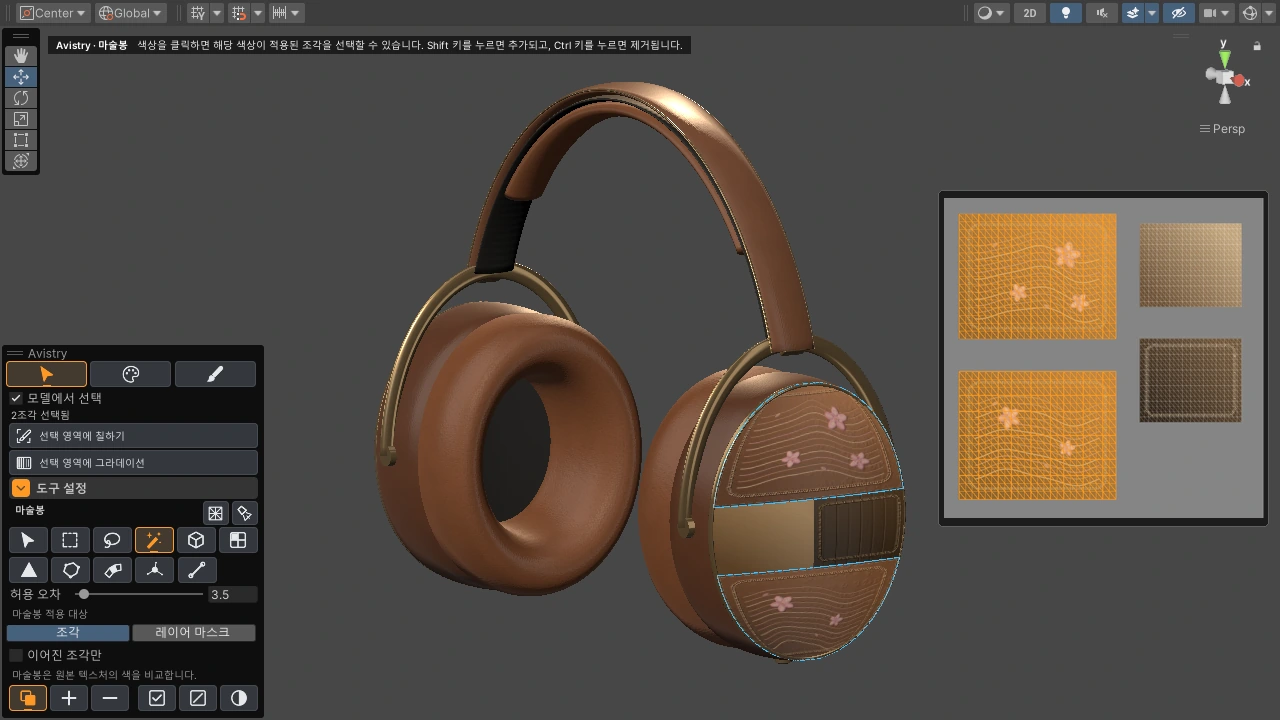 Center
Global
2D
Avistry · 마술봉 색상을 클릭하면 해당 색상이 적용된 조각을 선택할 수 있습니다. Shift 키를 누르면 추가되고, Ctrl 키를 누르면 제거됩니다.
y
x
Persp
Avistry
모델에서 선택
2조각 선택됨
선택 영역에 칠하기
선택 영역에 그라데이션
도구 설정
마술봉
허용 오차 3.5
마술봉 적용 대상
조각 레이어 마스크
이어진 조각만
마술봉은 원본 텍스처의 색을 비교합니다.